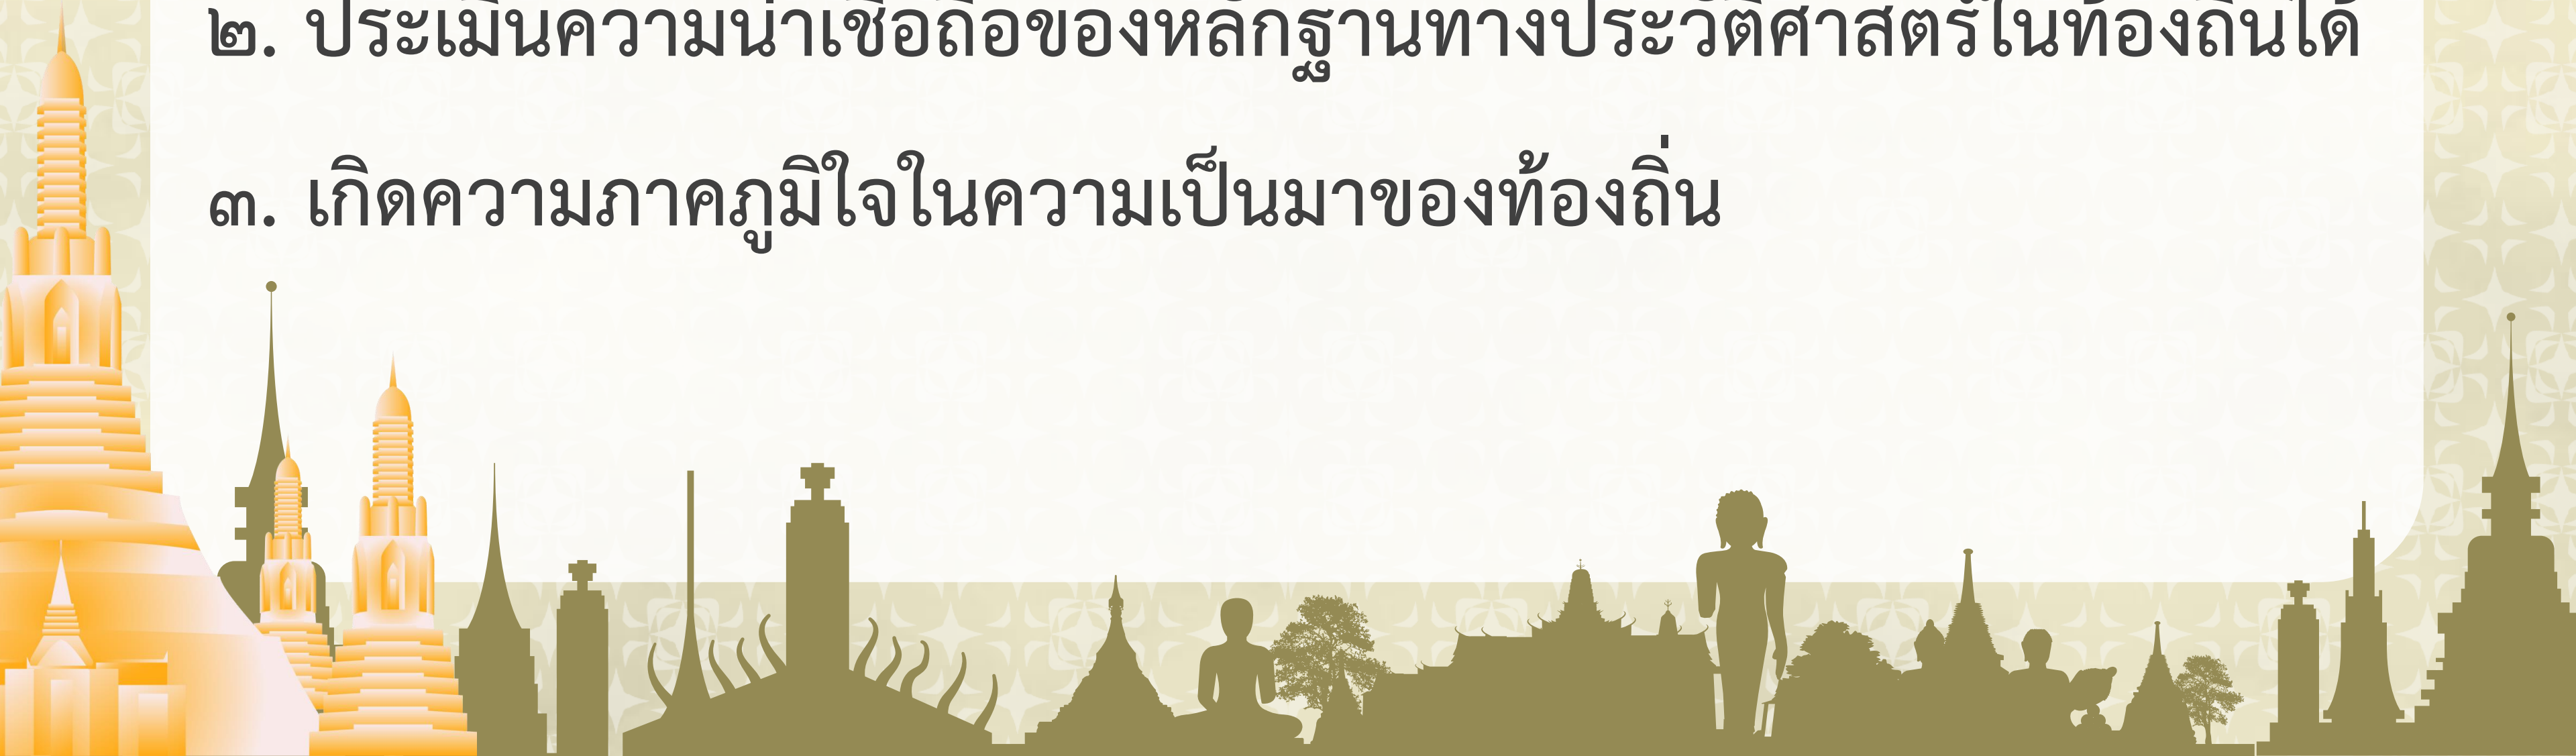 ๒. ประเมินความน่าเชื่อถือของหลักฐานทางประวัติศาสตร์ในท้องถิ่นได้
๓. เกิดความภาคภูมิใจในความเป็นมาของท้องถิ่น